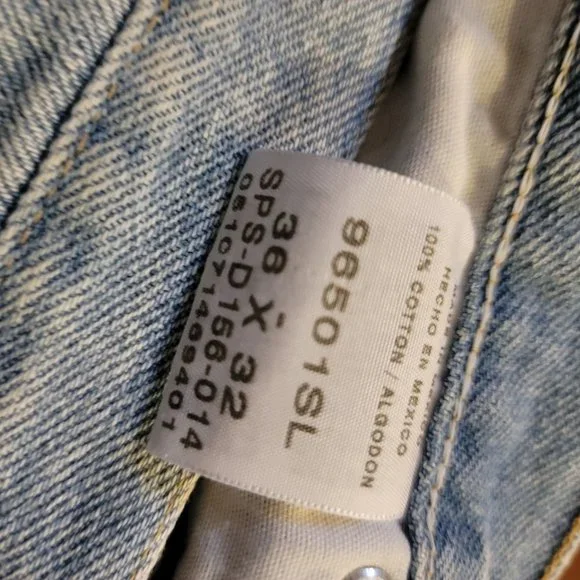 HECHO EN MEXICO
100% COTTON / ALGODON
96501SL
36 X 32
SPS-D156-014